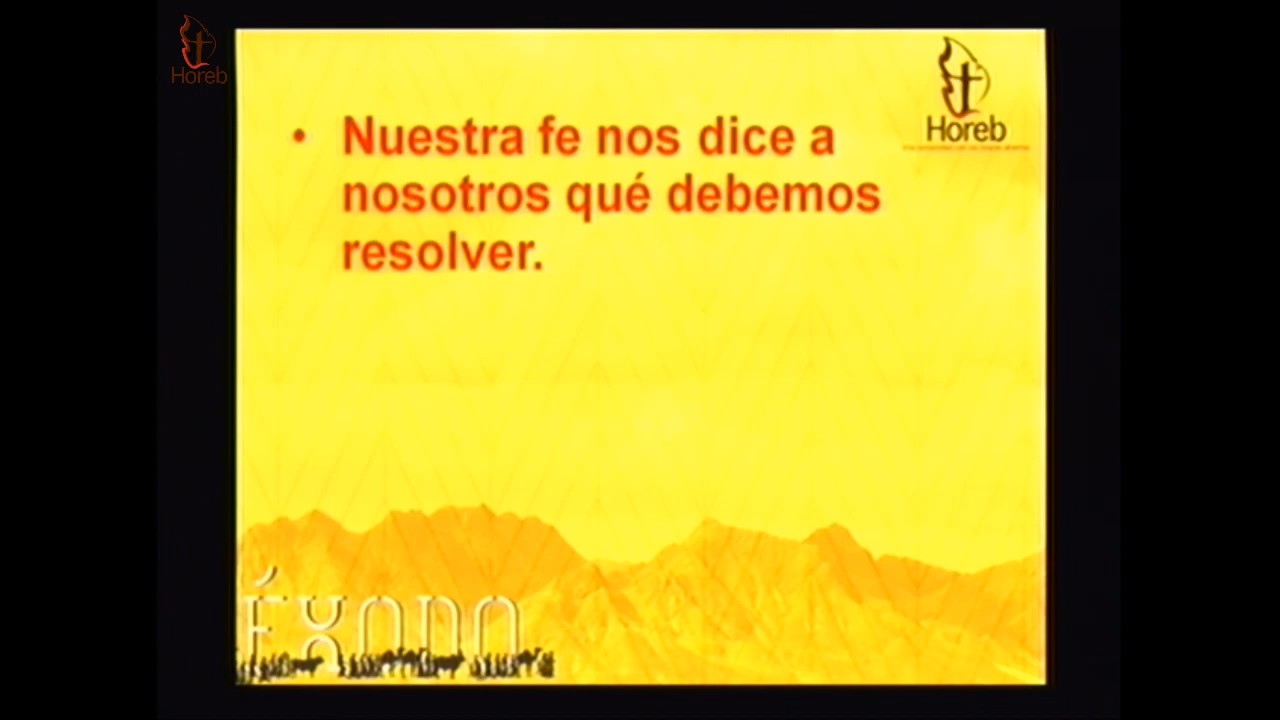 Horeb
Horeb
• Nuestra fe nos dice a
nosotros qué debemos
resolver.
ÉXODO